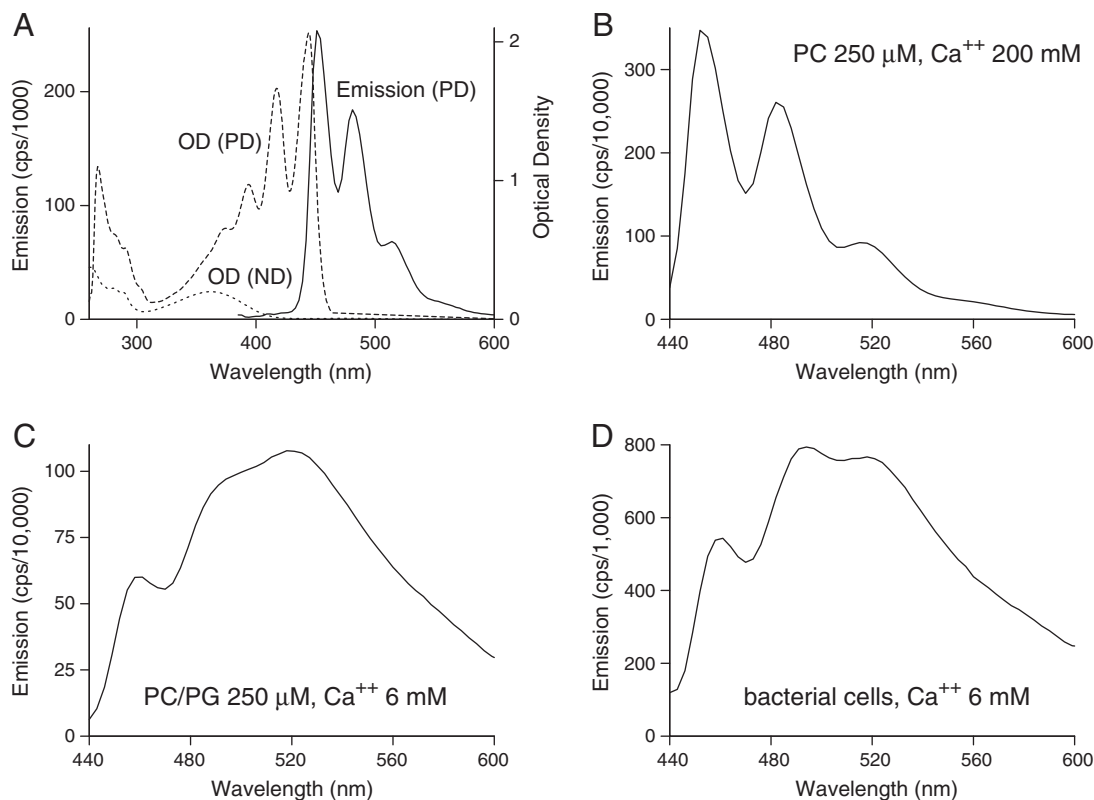 A
Emission (cps/1000)
200
100
0
300
400
500
600
Wavelength (nm)
2
1
0
Optical Density
OD (PD)
OD (ND)
Emission (PD)
B
PC 250 μM, Ca⁺⁺ 200 mM
Emission (cps/10,000)
300
200
100
0
440
480
520
560
600
Wavelength (nm)
C
Emission (cps/10,000)
100
75
50
25
0
PC/PG 250 μM, Ca⁺⁺ 6 mM
440
480
520
560
600
Wavelength (nm)
D
Emission (cps/1,000)
800
600
400
200
0
bacterial cells, Ca⁺⁺ 6 mM
440
480
520
560
600
Wavelength (nm)